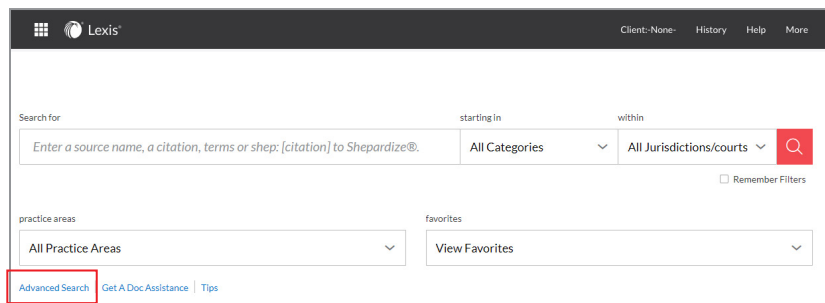 Lexis® Client:-None- History Help More
Search for starting in within
Enter a source name, a citation, terms or shep: [citation] to Shepardize®. All Categories All Jurisdictions/courts
Remember Filters
practice areas favorites
All Practice Areas View Favorites
Advanced Search Get A Doc Assistance Tips